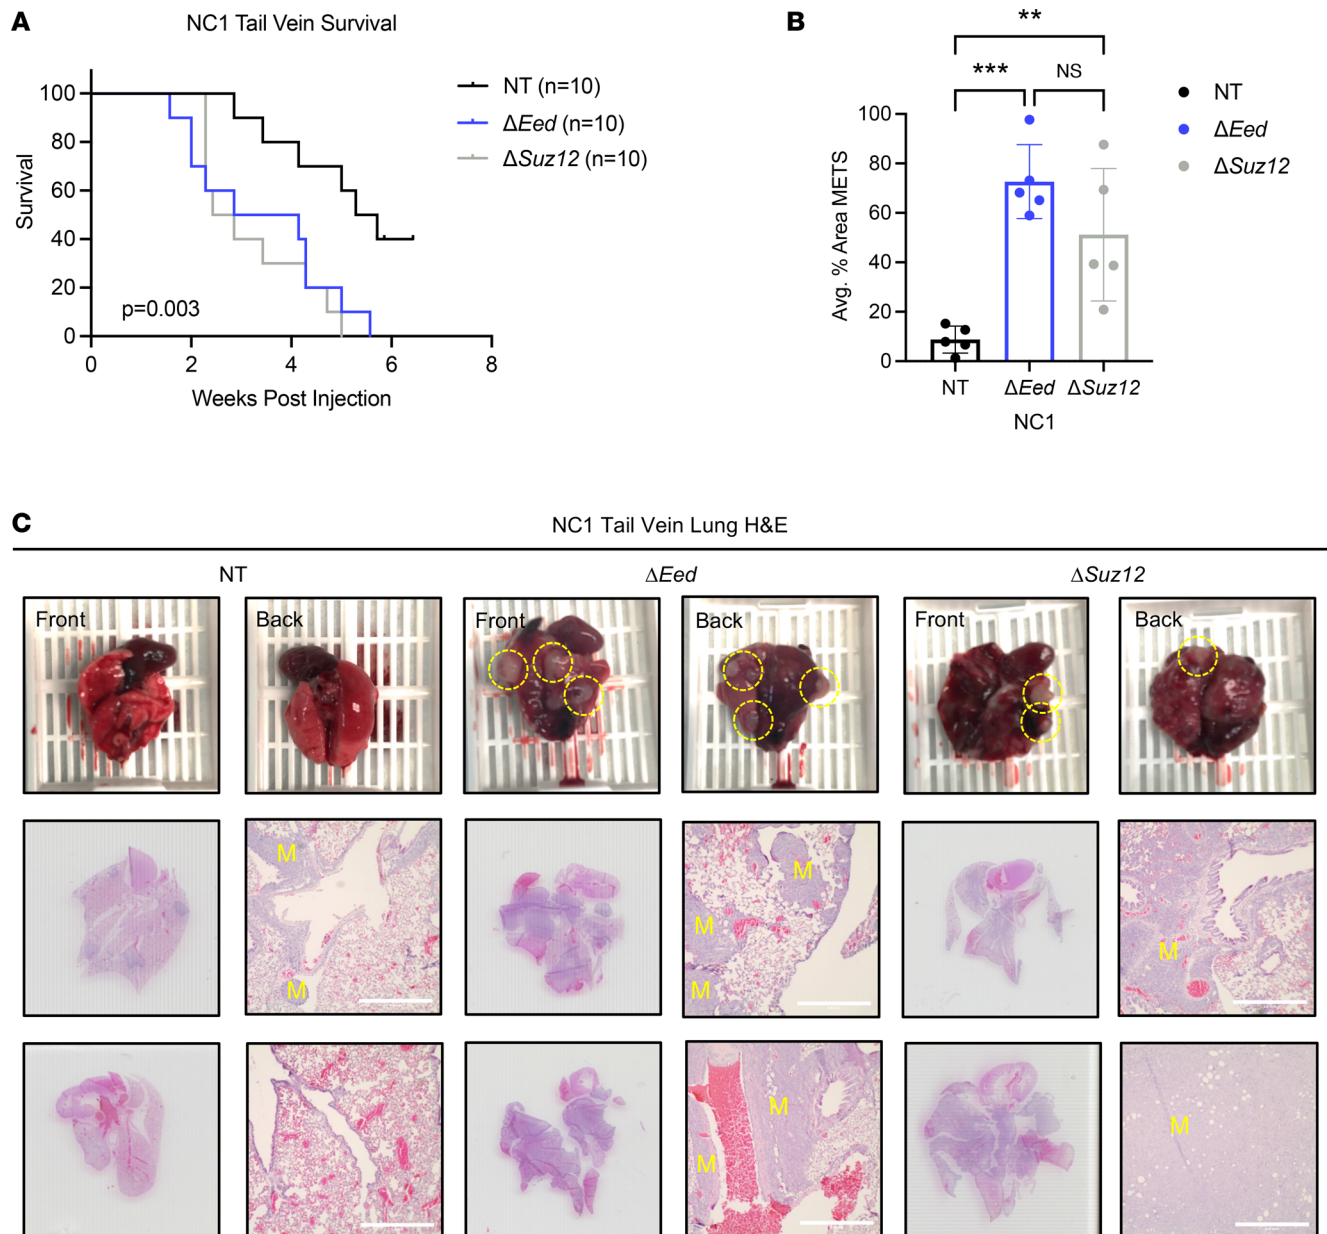 A
NC1 Tail Vein Survival
Survival
100
80
60
40
20
0
p=0.003
0 2 4 6 8
Weeks Post Injection
NT (n=10)
ΔEed (n=10)
ΔSuz12 (n=10)
B
**
***
NS
Avg. % Area METS
100
80
60
40
20
0
NT ΔEed ΔSuz12
NC1
NT
ΔEed
ΔSuz12
C
NC1 Tail Vein Lung H&E
NT ΔEed ΔSuz12
Front Back Front Back Front Back
M
M
M
M
M
M
M
M
M